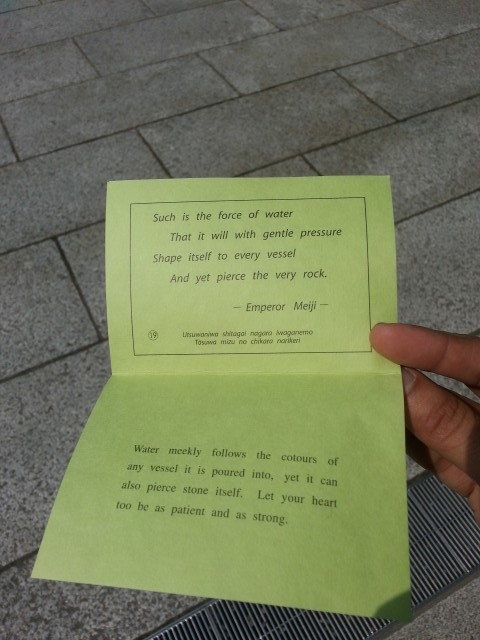 Such is the force of water
That it will with gentle pressure
Shape itself to every vessel
And yet pierce the very rock.
— Emperor Meiji —
19
Utsuwaniwa shitagai nagara iwaganemo
Tosuwa mizu no chikara narikeri
Water meekly follows the cotours of
any vessel it is poured into, yet it can
also pierce stone itself. Let your heart
too be as patient and as strong.